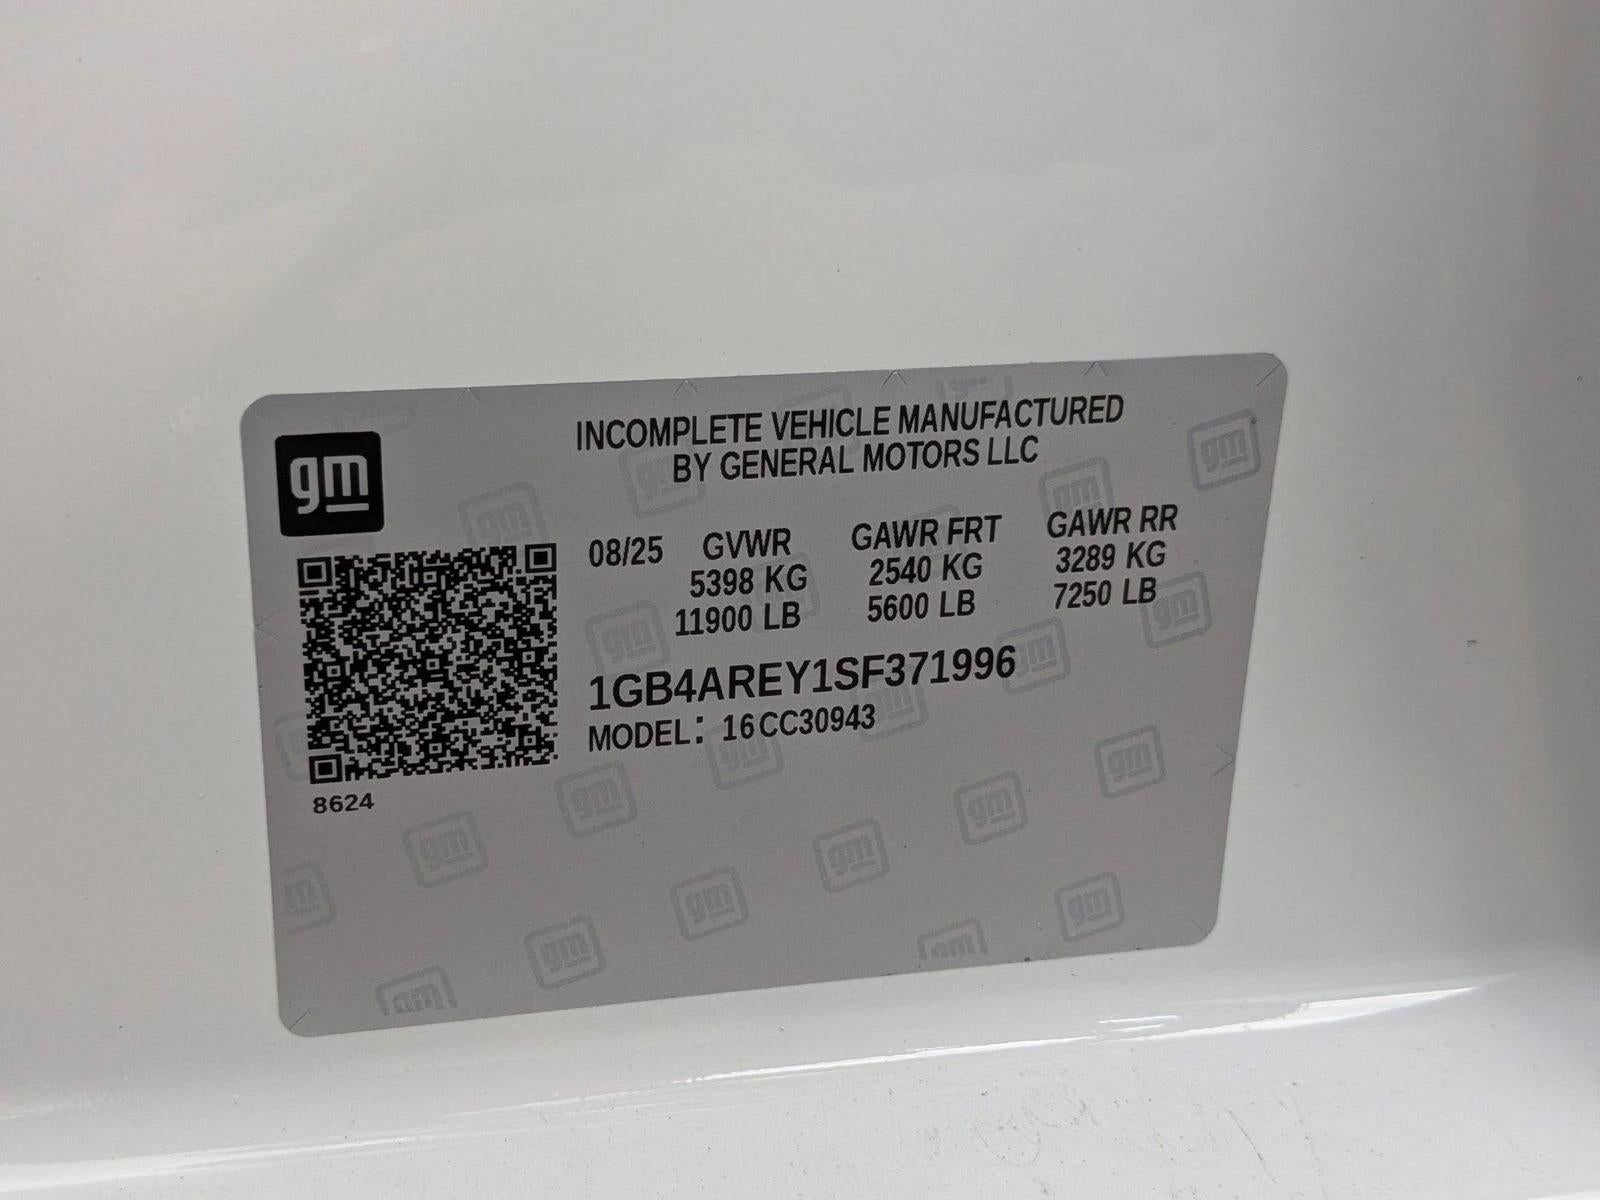 gm
INCOMPLETE VEHICLE MANUFACTURED
BY GENERAL MOTORS LLC
08/25 GVWR GAWR FRT GAWR RR
5398 KG 2540 KG 3289 KG
11900 LB 5600 LB 7250 LB
1GB4AREY1SF371996
MODEL: 16CC30943
8624